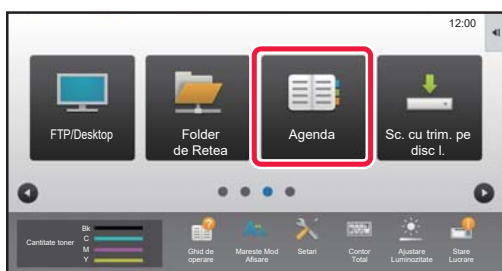 12:00
FTP/Desktop
Folder
de Retea
Agenda
Sc. cu trim. pe
disc l.
Cantitate toner
Bk
C
M
Y
Ghid de
operare
Mareste Mod
Afisare
Setari
Contor
Total
Ajustare
Luminozitate
Stare
Lucrare